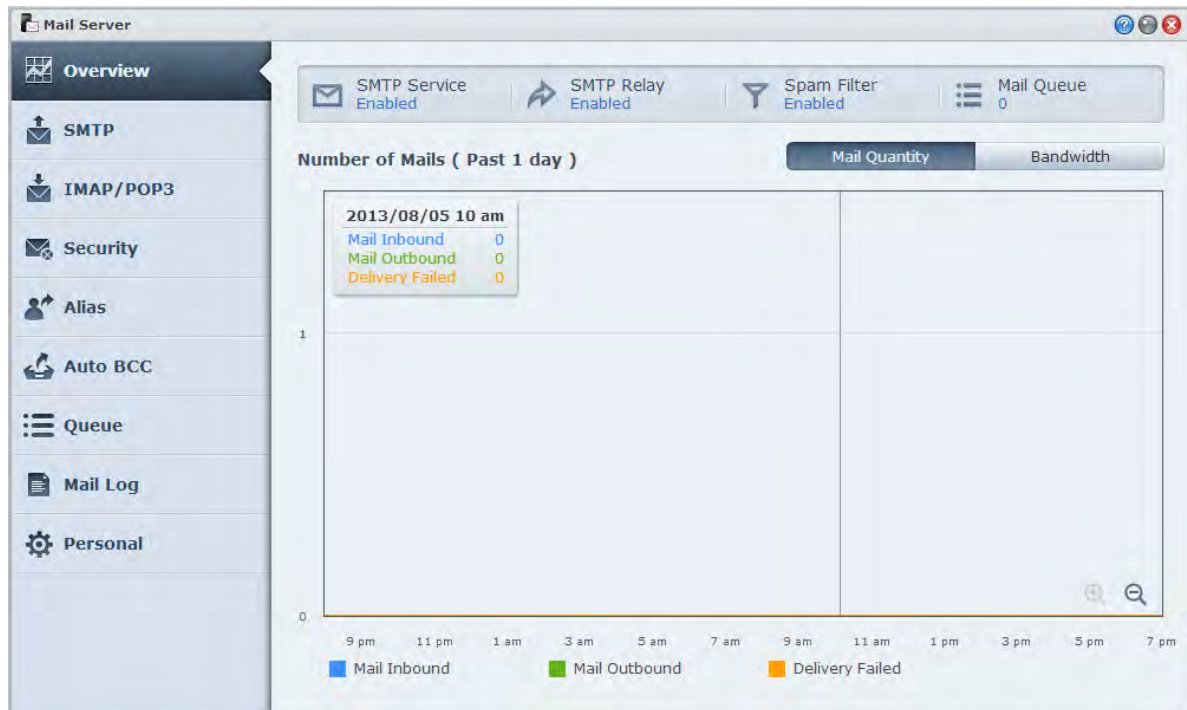 Mail Server
Overview
SMTP
IMAP/POP3
Security
Alias
Auto BCC
Queue
Mail Log
Personal
SMTP Service
Enabled
SMTP Relay
Enabled
Spam Filter
Enabled
Mail Queue
0
Number of Mails ( Past 1 day )
Mail Quantity
Bandwidth
2013/08/05 10 am
Mail Inbound 0
Mail Outbound 0
Delivery Failed 0
1
0
9 pm 11 pm 1 am 3 am 5 am 7 am 9 am 11 am 1 pm 3 pm 5 pm 7 pm
Mail Inbound Mail Outbound Delivery Failed